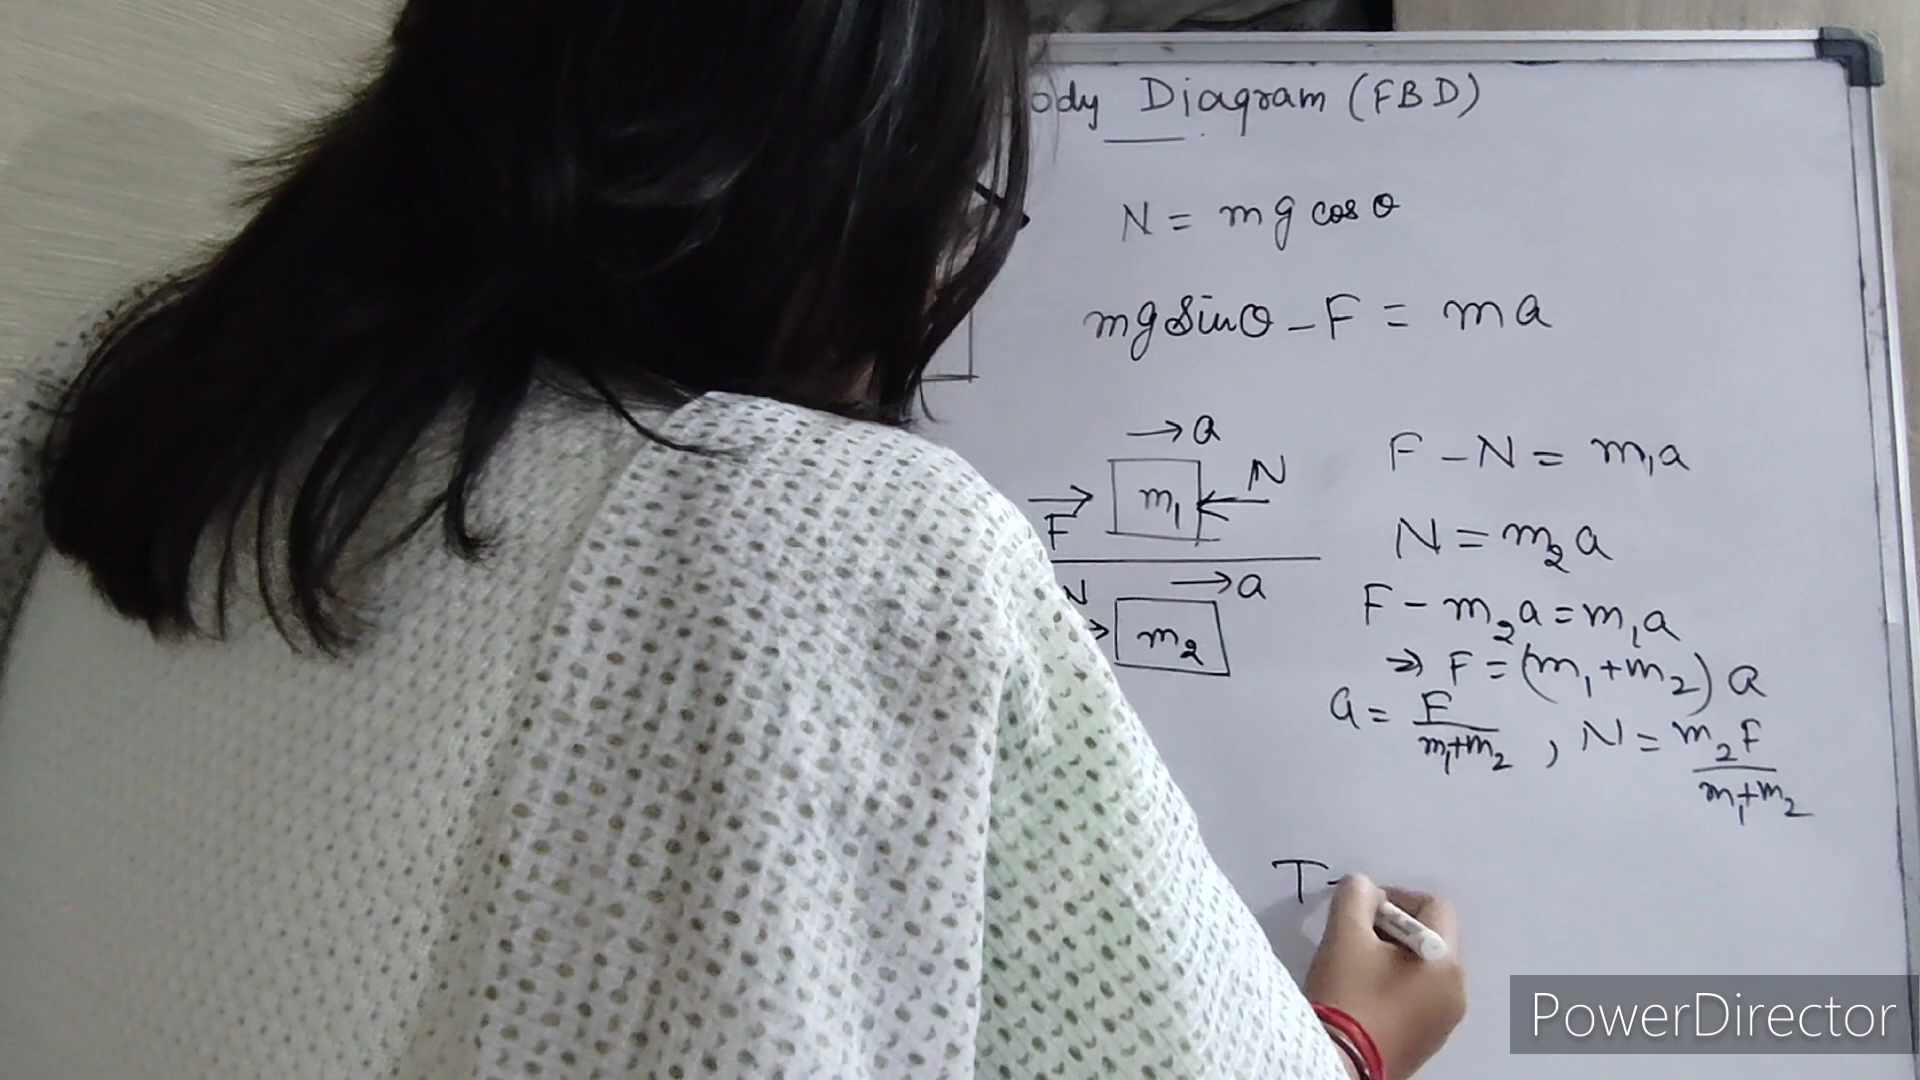 ody Diagram (FBD)
N = mg cos θ
mg sinθ - F = ma
→ a
F - N = m₁a
N
m₁
F
N = m₂a
→ a
N
m₂
F - m₂a = m₁a
⇒ F = (m₁+m₂) a
a = F/m₁+m₂ , N = m₂F/m₁+m₂
T -
PowerDirector